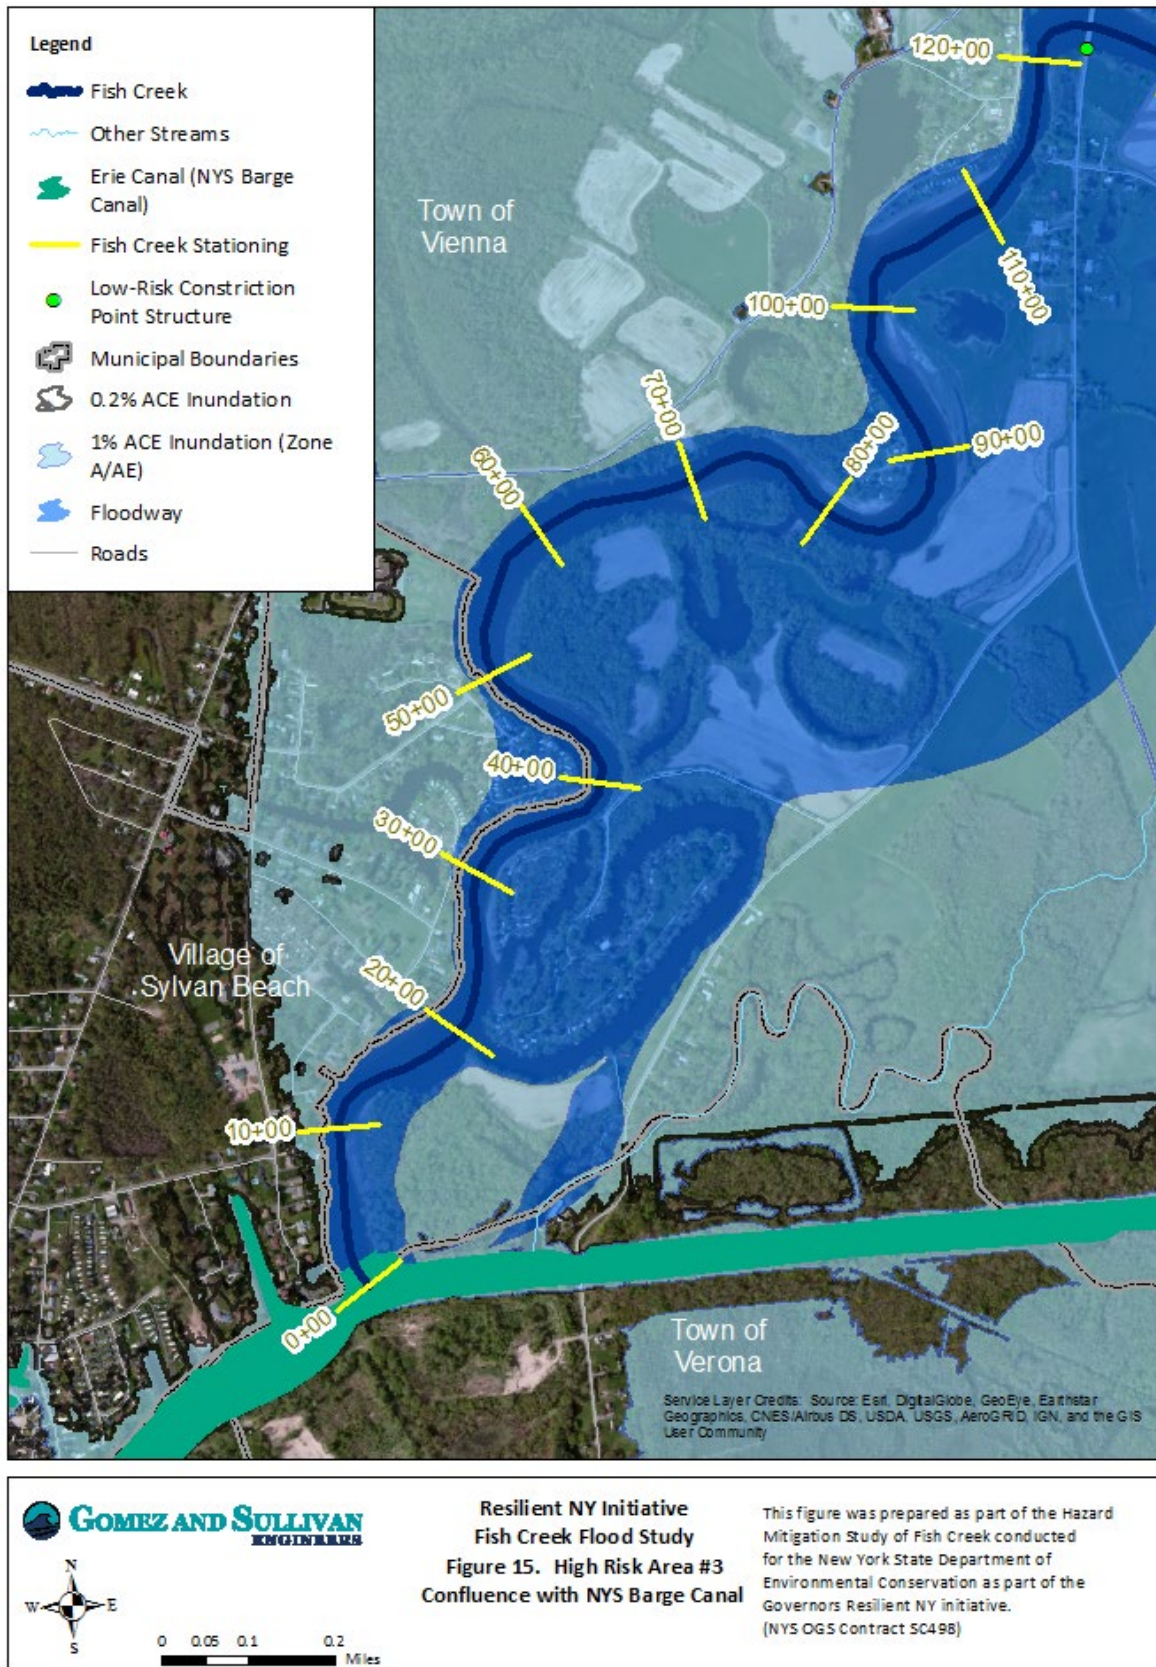 Legend
Fish Creek
Other Streams
Erie Canal (NYS Barge
Canal)
Fish Creek Stationing
Low-Risk Constriction
Point Structure
Municipal Boundaries
0.2% ACE Inundation
1% ACE Inundation (Zone
A/AE)
Floodway
Roads
120+00
Town of
Vienna
110+00
100+00
70+00
80+00
90+00
60+00
50+00
40+00
30+00
Village of
Sylvan Beach
20+00
10+00
0+00
Town of
Verona
Service Layer Credits: Source: Esri, DigitalGlobe, GeoEye, Earthstar
Geographics, CNES/Airbus DS, USDA, USGS, AeroGRID, IGN, and the GIS
User Community
GOMEZ AND SULLIVAN
ENGINEERS
N
W
E
S
0 0.05 0.1 0.2
Miles
Resilient NY Initiative
Fish Creek Flood Study
Figure 15. High Risk Area #3
Confluence with NYS Barge Canal
This figure was prepared as part of the Hazard
Mitigation Study of Fish Creek conducted
for the New York State Department of
Environmental Conservation as part of the
Governors Resilient NY initiative.
(NYS OGS Contract SC498)